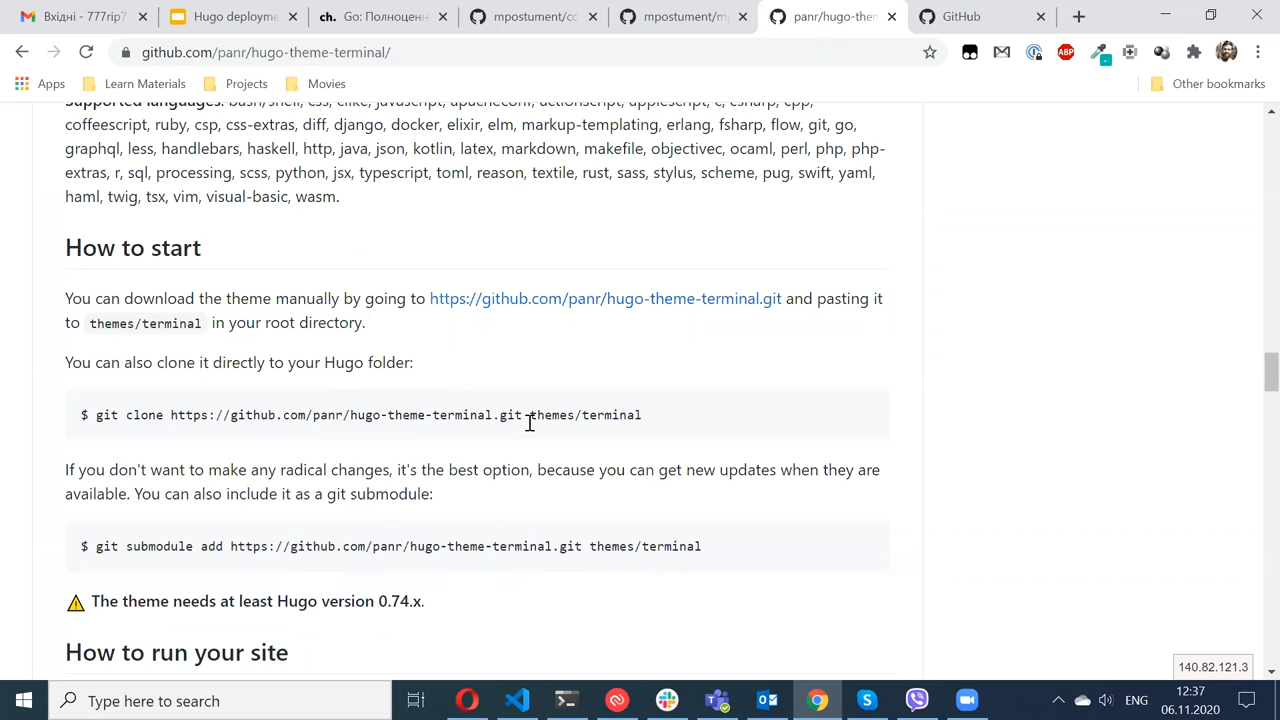 Вхідні - 777rip7
Hugo deployme
ch. Го: Полноцен
mpostument/co
mpostument/m
panr/hugo-ther
GitHub
github.com/panr/hugo-theme-terminal/
ABP
Apps
Learn Materials
Projects
Movies
Other bookmarks
Supported languages: bash/shell, css, clike, javascript, apacheconf, actionscript, applescript, c, csharp, cpp,
coffeescript, ruby, csp, css-extras, diff, django, docker, elixir, elm, markup-templating, erlang, fsharp, flow, git, go,
graphql, less, handlebars, haskell, http, java, json, kotlin, latex, markdown, makefile, objectivec, ocaml, perl, php, php-
extras, r, sql, processing, scss, python, jsx, typescript, toml, reason, textile, rust, sass, stylus, scheme, pug, swift, yaml,
haml, twig, tsx, vim, visual-basic, wasm.
How to start
You can download the theme manually by going to https://github.com/panr/hugo-theme-terminal.git and pasting it
to themes/terminal in your root directory.
You can also clone it directly to your Hugo folder:
$ git clone https://github.com/panr/hugo-theme-terminal.git themes/terminal
If you don't want to make any radical changes, it's the best option, because you can get new updates when they are
available. You can also include it as a git submodule:
$ git submodule add https://github.com/panr/hugo-theme-terminal.git themes/terminal
The theme needs at least Hugo version 0.74.x.
How to run your site
140.82.121.3
Type here to search
ENG
12:37
06.11.2020